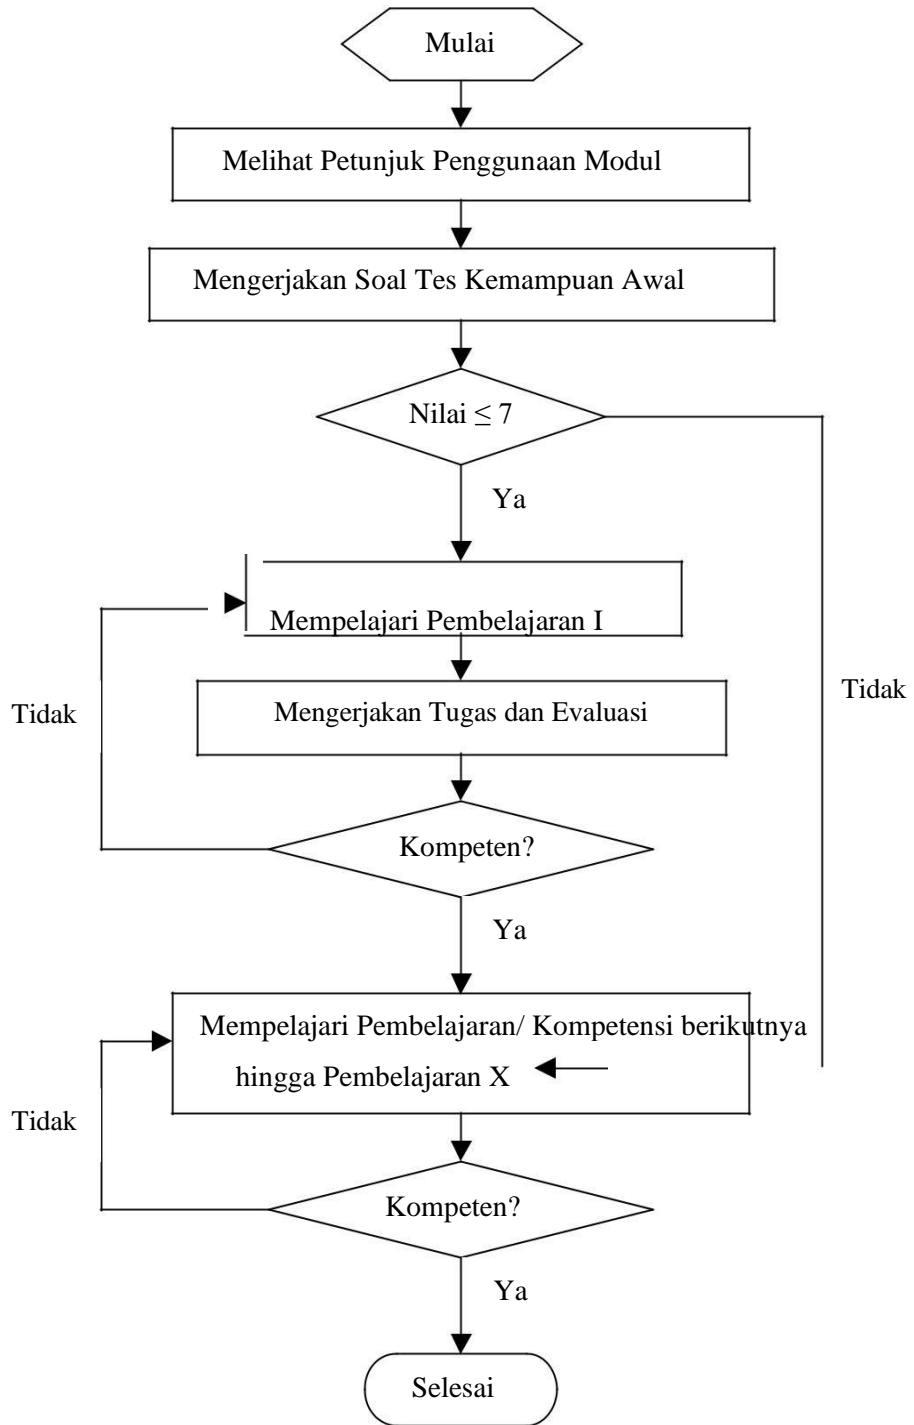 Mulai
Melihat Petunjuk Penggunaan Modul
Mengerjakan Soal Tes Kemampuan Awal
Nilai ≤ 7
Ya
Mempelajari Pembelajaran I
Tidak
Tidak
Mengerjakan Tugas dan Evaluasi
Kompeten?
Ya
Mempelajari Pembelajaran/ Kompetensi berikutnya
hingga Pembelajaran X
Tidak
Kompeten?
Ya
Selesai